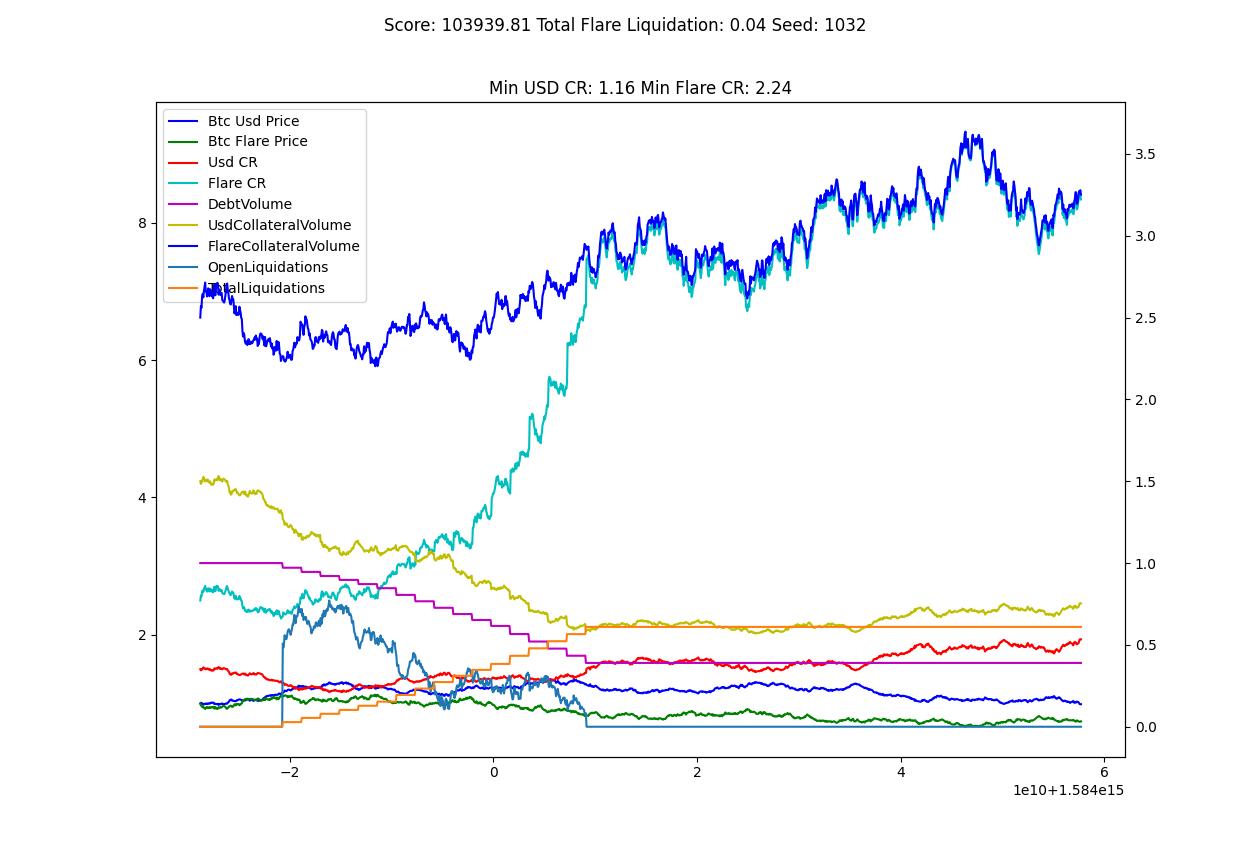 Score: 103939.81 Total Flare Liquidation: 0.04 Seed: 1032
Min USD CR: 1.16 Min Flare CR: 2.24
Btc Usd Price
Btc Flare Price
Usd CR
Flare CR
DebtVolume
UsdCollateralVolume
FlareCollateralVolume
OpenLiquidations
TotalLiquidations
8
6
4
2
3.5
3.0
2.5
2.0
1.5
1.0
0.5
0.0
−2
0
2
4
6
1e10+1.584e15